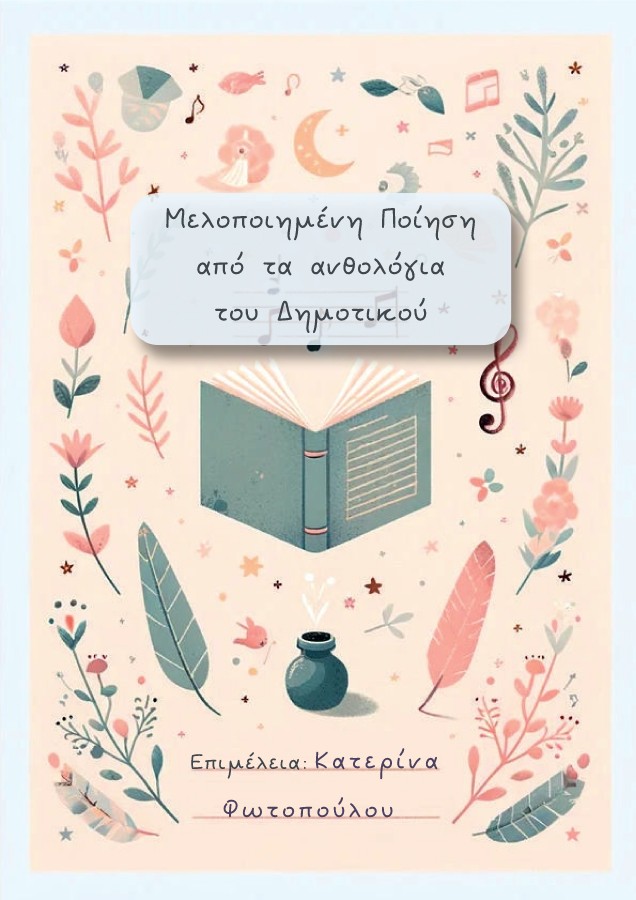 Μελοποιημένη Ποίηση
από τα ανθολόγια
του Δημοτικού
Επιμέλεια: Κατερίνα
Φωτοπούλου